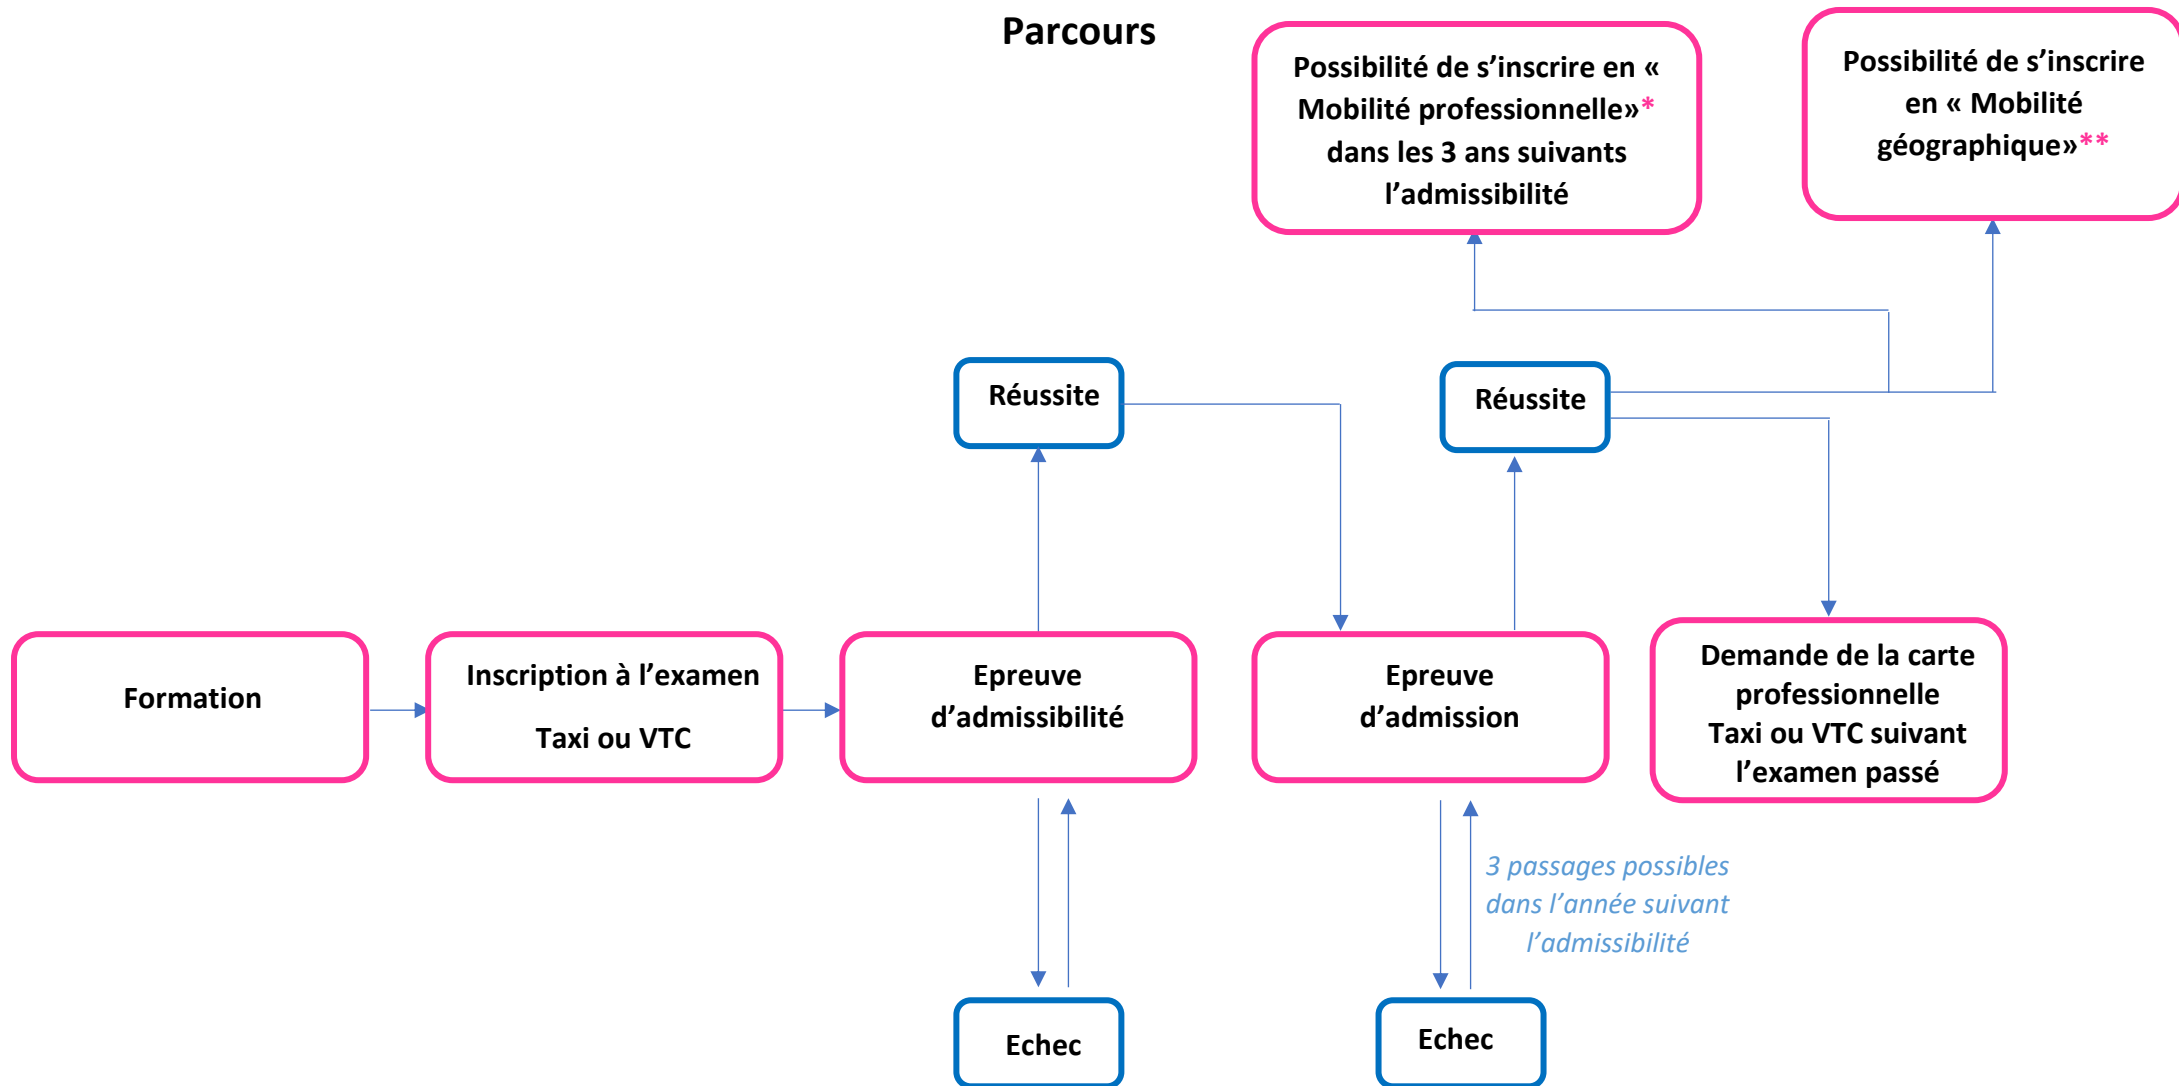 Parcours
Possibilité de s’inscrire en «
Mobilité professionnelle»*
dans les 3 ans suivants
l’admissibilité
Possibilité de s’inscrire
en « Mobilité
géographique»**
Réussite
Réussite
Formation
Inscription à l’examen
Taxi ou VTC
Epreuve
d’admissibilité
Epreuve
d’admission
Demande de la carte
professionnelle
Taxi ou VTC suivant
l’examen passé
3 passages possibles
dans l’année suivant
l’admissibilité
Echec
Echec